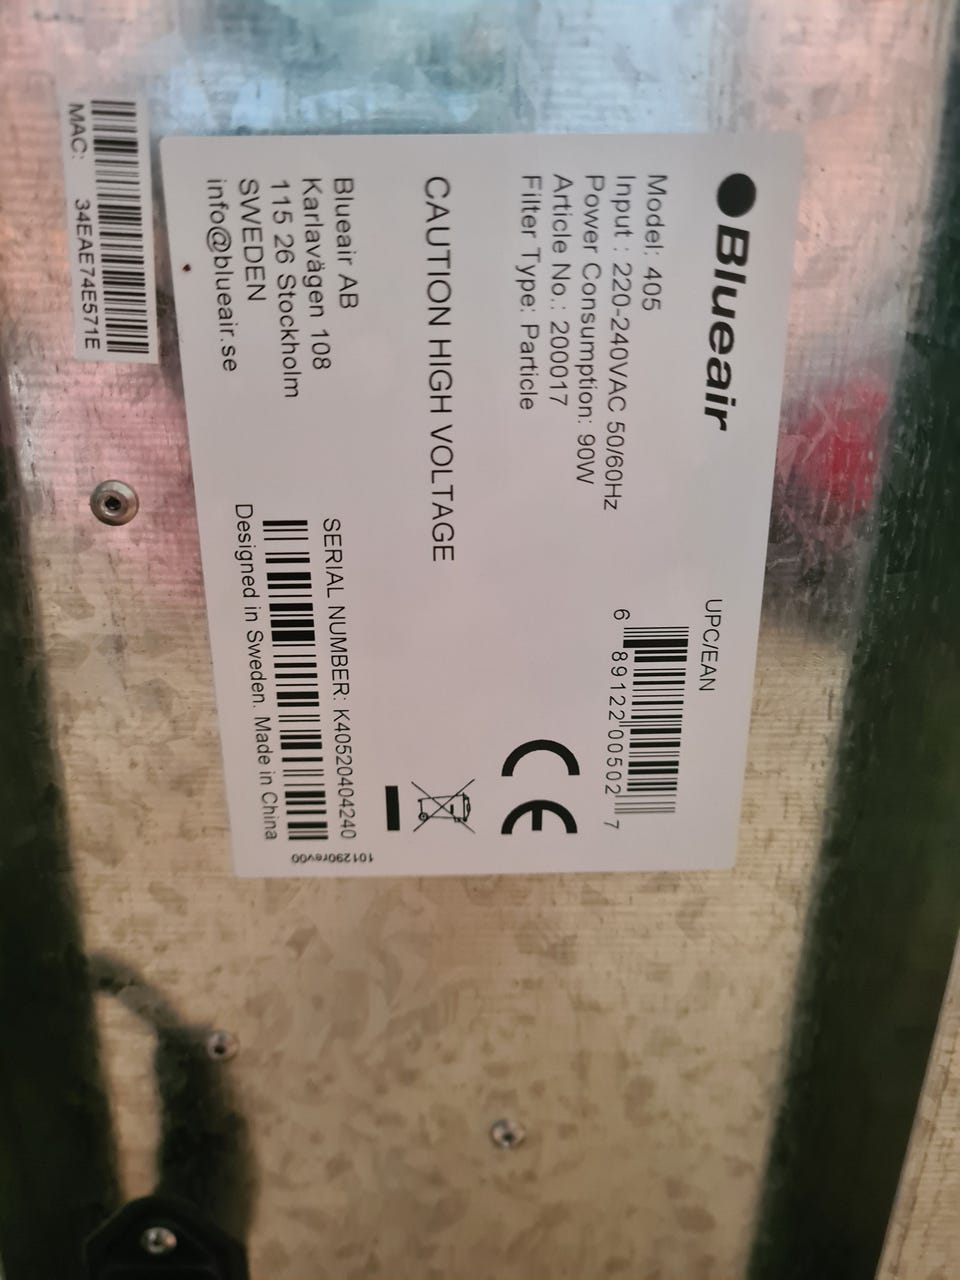 Blueair
Model: 405
Input : 220-240VAC 50/60Hz
Power Consumption: 90W
Article No.: 200017
Filter Type: Particle
UPC/EAN
6 89122 00502 7
CE
CAUTION HIGH VOLTAGE
Blueair AB
Karlavägen 108
115 26 Stockholm
SWEDEN
info@blueair.se
SERIAL NUMBER: K40520404240
Designed in Sweden. Made in China
101290rev00
MAC: 34EAE74E571E